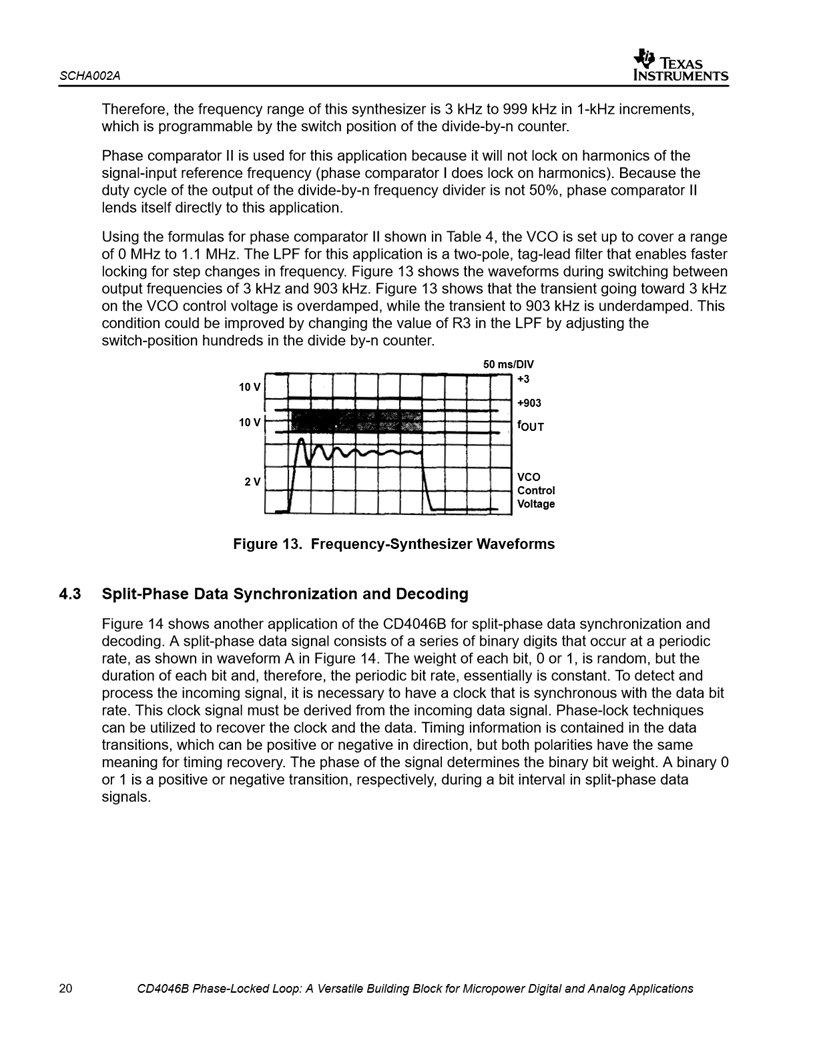 SCHA002A
TEXAS
INSTRUMENTS
Therefore, the frequency range of this synthesizer is 3 kHz to 999 kHz in 1-kHz increments,
which is programmable by the switch position of the divide-by-n counter.
Phase comparator II is used for this application because it will not lock on harmonics of the
signal-input reference frequency (phase comparator I does lock on harmonics). Because the
duty cycle of the output of the divide-by-n frequency divider is not 50%, phase comparator II
lends itself directly to this application.
Using the formulas for phase comparator II shown in Table 4, the VCO is set up to cover a range
of 0 MHz to 1.1 MHz. The LPF for this application is a two-pole, tag-lead filter that enables faster
locking for step changes in frequency. Figure 13 shows the waveforms during switching between
output frequencies of 3 kHz and 903 kHz. Figure 13 shows that the transient going toward 3 kHz
on the VCO control voltage is overdamped, while the transient to 903 kHz is underdamped. This
condition could be improved by changing the value of R3 in the LPF by adjusting the
switch-position hundreds in the divide by-n counter.
50 ms/DIV
10 V
+3
+903
10 V
fOUT
2 V
VCO
Control
Voltage
Figure 13. Frequency-Synthesizer Waveforms
4.3 Split-Phase Data Synchronization and Decoding
Figure 14 shows another application of the CD4046B for split-phase data synchronization and
decoding. A split-phase data signal consists of a series of binary digits that occur at a periodic
rate, as shown in waveform A in Figure 14. The weight of each bit, 0 or 1, is random, but the
duration of each bit and, therefore, the periodic bit rate, essentially is constant. To detect and
process the incoming signal, it is necessary to have a clock that is synchronous with the data bit
rate. This clock signal must be derived from the incoming data signal. Phase-lock techniques
can be utilized to recover the clock and the data. Timing information is contained in the data
transitions, which can be positive or negative in direction, but both polarities have the same
meaning for timing recovery. The phase of the signal determines the binary bit weight. A binary 0
or 1 is a positive or negative transition, respectively, during a bit interval in split-phase data
signals.
20 CD4046B Phase-Locked Loop: A Versatile Building Block for Micropower Digital and Analog Applications